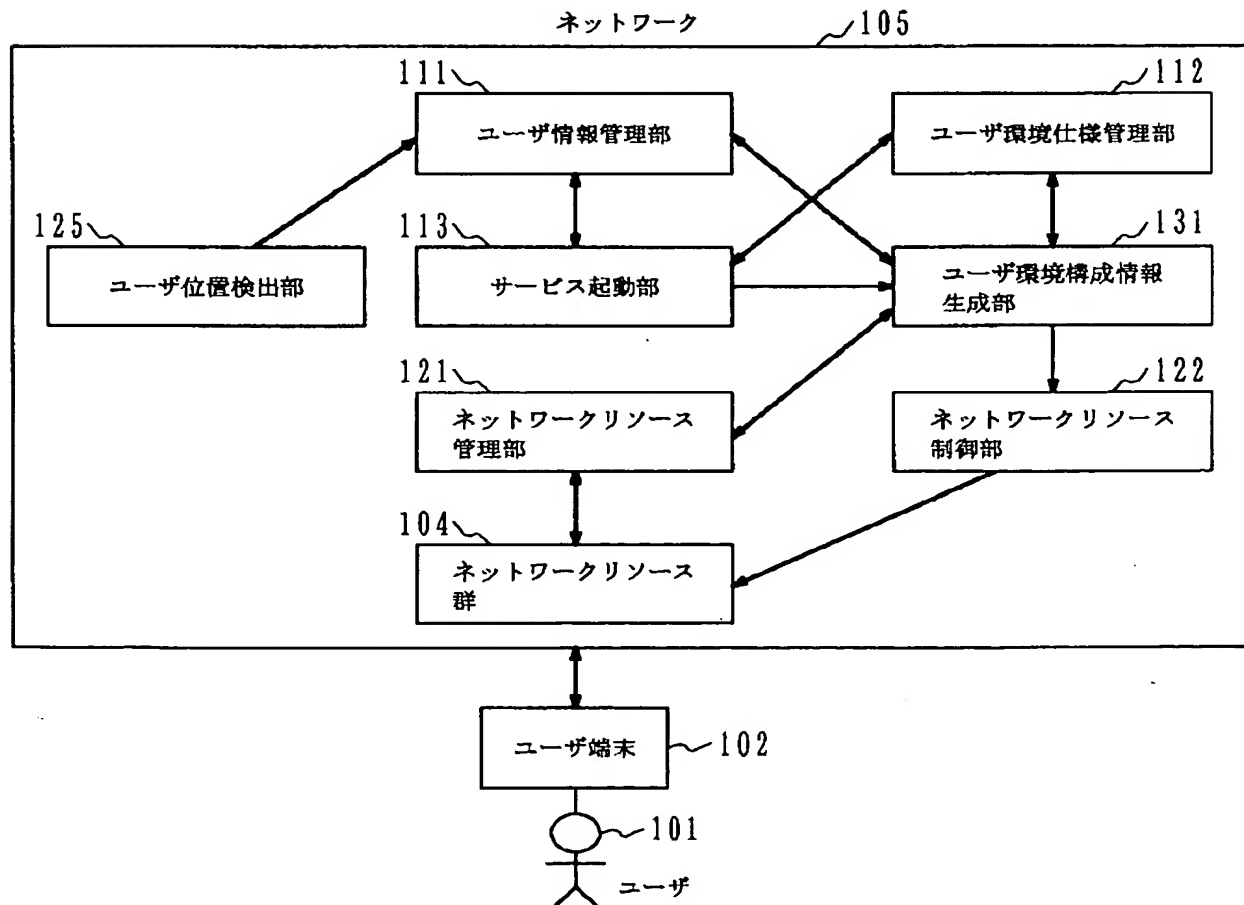 ネットワーク
105
111
112
ユーザ情報管理部
ユーザ環境仕様管理部
125
113
131
ユーザ位置検出部
サービス起動部
ユーザ環境構成情報
生成部
121
122
ネットワークリソース
管理部
ネットワークリソース
制御部
104
ネットワークリソース
群
ユーザ端末
102
101
ユーザ